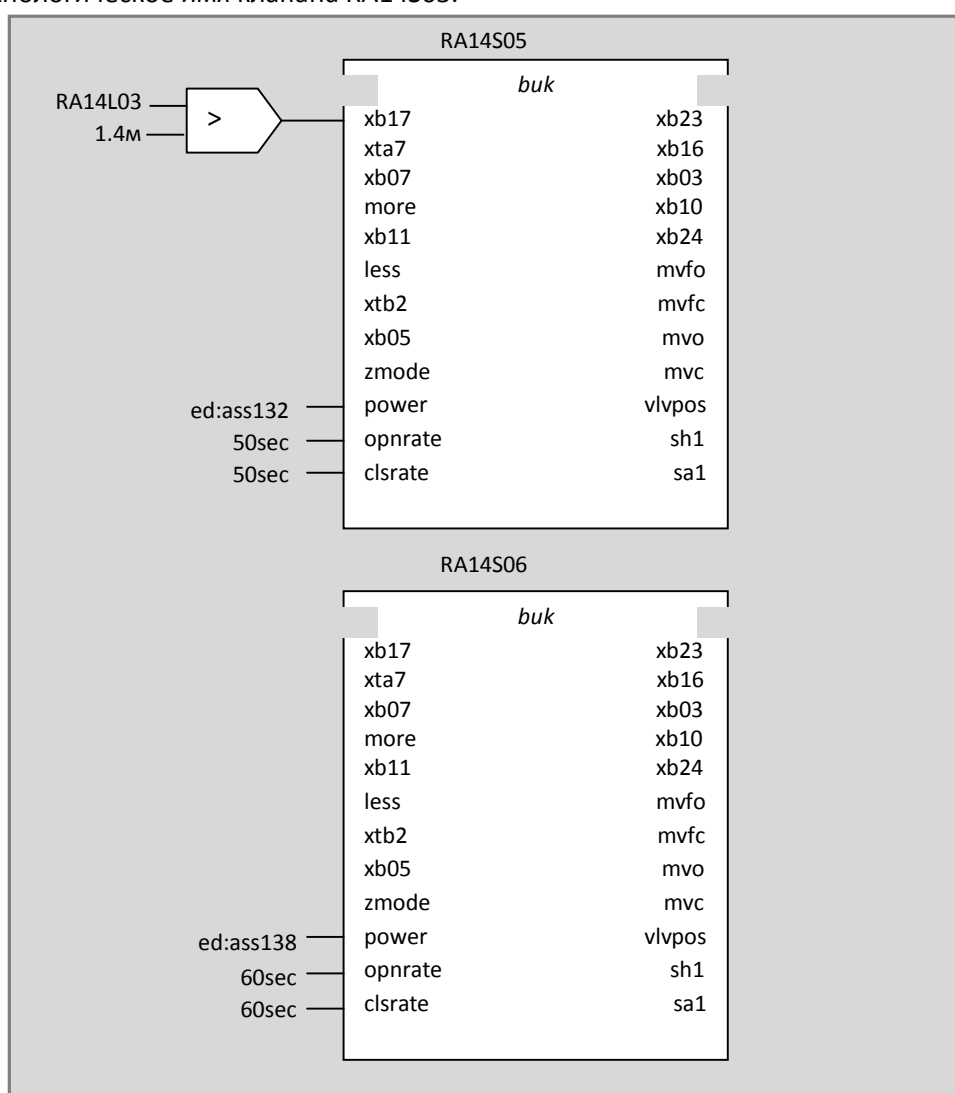 имя клапана
RA14S05
buk
RA14L03
>
1.4м
xb17 xb23
xta7 xb16
xb07 xb03
more xb10
xb11 xb24
less mvfo
xtb2 mvfc
xb05 mvo
zmode mvc
ed:ass132 power vlvpos
50sec opnrate sh1
50sec clsrate sa1
RA14S06
buk
xb17 xb23
xta7 xb16
xb07 xb03
more xb10
xb11 xb24
less mvfo
xtb2 mvfc
xb05 mvo
zmode mvc
ed:ass138 power vlvpos
60sec opnrate sh1
60sec clsrate sa1